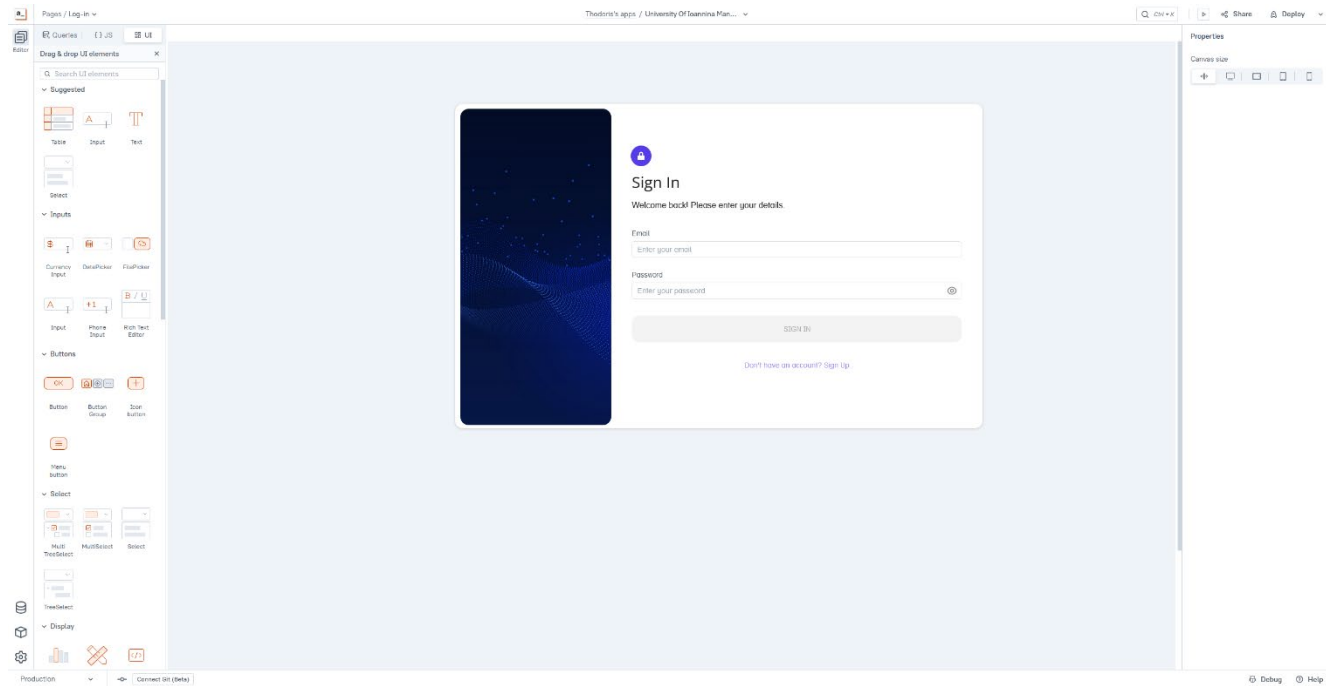 a_
Pages / Log-in
Thodoris's apps / University Of Ioannina Man...
Ctrl + K
Share
Deploy
Editor
Queries
{ } JS
UI
Drag & drop UI elements
Search UI elements
Suggested
Table
Input
Text
Select
Inputs
Currency
Input
DatePicker
FilePicker
Input
Phone
Input
Rich Text
Editor
Buttons
OK
Button
Button
Group
Icon
button
Menu
button
Select
Multi
TreeSelect
MultiSelect
Select
TreeSelect
Display
Sign In
Welcome back! Please enter your details.
Email
Enter your email
Password
Enter your password
SIGN IN
Don't have an account? Sign Up
Properties
Canvas size
Production
Connect Git (Beta)
Debug
Help